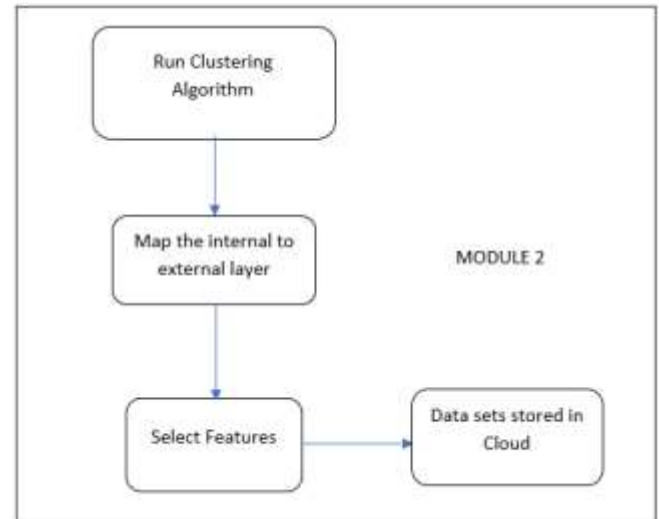 Run Clustering
Algorithm
Map the internal to
external layer
MODULE 2
Select Features
Data sets stored in
Cloud